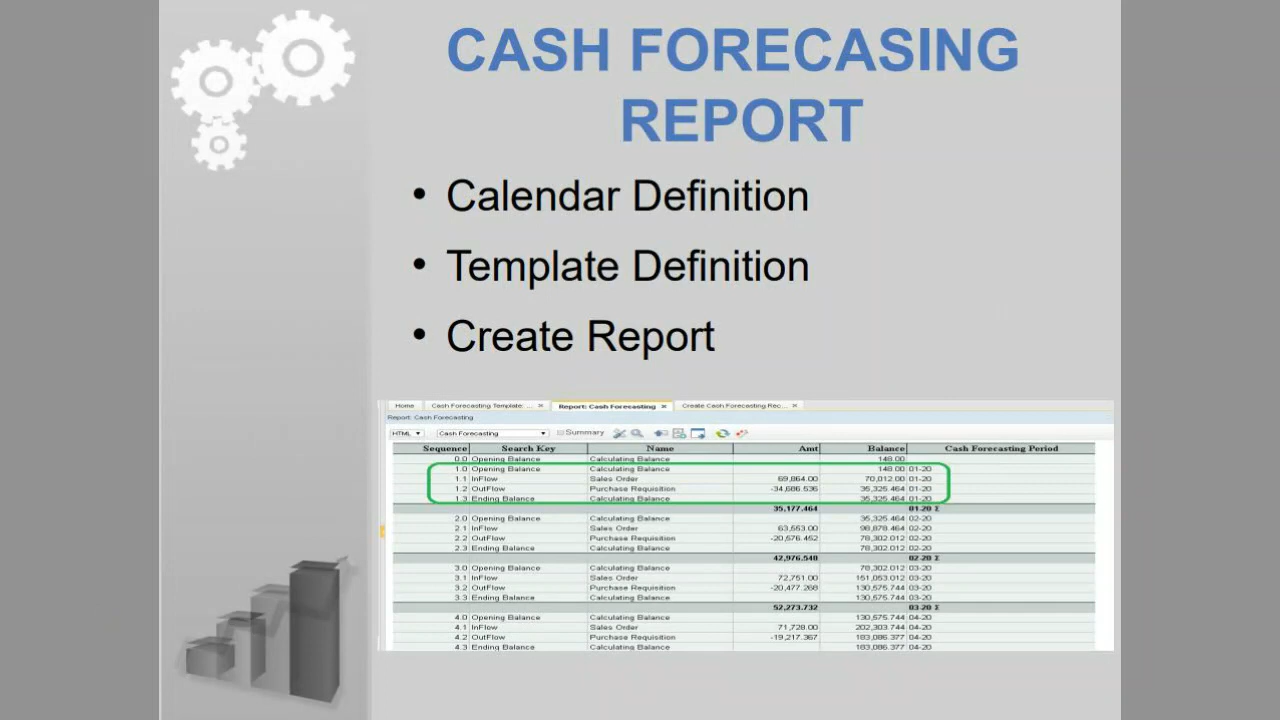 CASH FORECASING
REPORT
• Calendar Definition
• Template Definition
• Create Report
Home Cash Forecasting Template: ... × Report: Cash Forecasting × Create Cash Forecasting Rec... ×
Report: Cash Forecasting
HTML Cash Forecasting Summary
Sequence Search Key Name Amt Balance Cash Forecasting Period
0.0 Opening Balance Calculating Balance 148.00
1.0 Opening Balance Calculating Balance 148.00 01-20
1.1 InFlow Sales Order 69,864.00 70,012.00 01-20
1.2 OutFlow Purchase Requisition -34,686.536 35,325.464 01-20
1.3 Ending Balance Calculating Balance 35,325.464 01-20
35,177.464 01-20 Σ
2.0 Opening Balance Calculating Balance 35,325.464 02-20
2.1 InFlow Sales Order 63,553.00 98,878.464 02-20
2.2 OutFlow Purchase Requisition -20,576.452 78,302.012 02-20
2.3 Ending Balance Calculating Balance 78,302.012 02-20
42,976.548 02-20 Σ
3.0 Opening Balance Calculating Balance 78,302.012 03-20
3.1 InFlow Sales Order 72,751.00 151,053.012 03-20
3.2 OutFlow Purchase Requisition -20,477.268 130,575.744 03-20
3.3 Ending Balance Calculating Balance 130,575.744 03-20
52,273.732 03-20 Σ
4.0 Opening Balance Calculating Balance 130,575.744 04-20
4.1 InFlow Sales Order 71,728.00 202,303.744 04-20
4.2 OutFlow Purchase Requisition -19,217.367 183,086.377 04-20
4.3 Ending Balance Calculating Balance 183,086.377 04-20